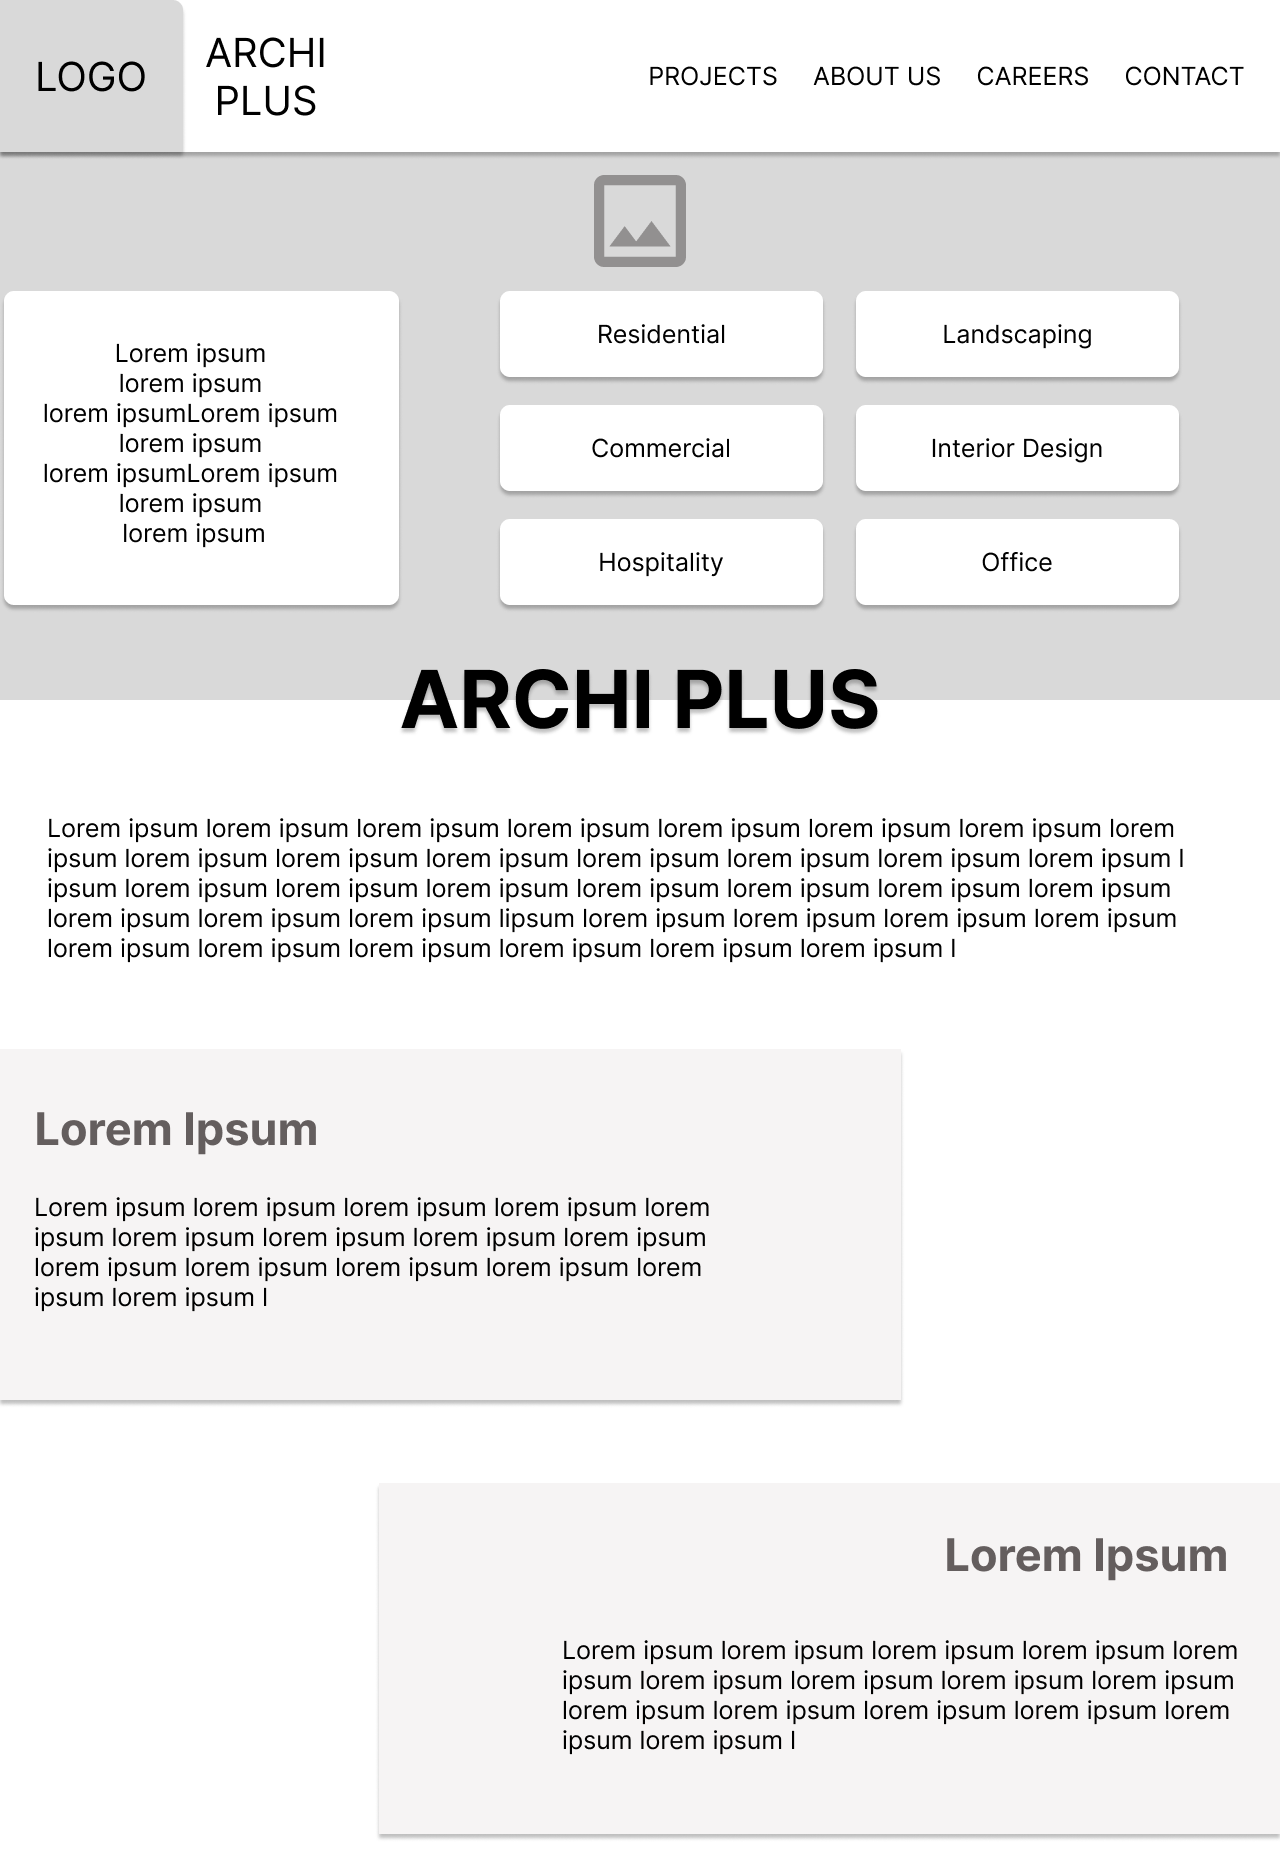 LOGO
ARCHI
PLUS
PROJECTS
ABOUT US
CAREERS
CONTACT
Lorem ipsum
lorem ipsum
lorem ipsumLorem ipsum
lorem ipsum
lorem ipsumLorem ipsum
lorem ipsum
lorem ipsum
Residential
Landscaping
Commercial
Interior Design
Hospitality
Office
ARCHI PLUS
Lorem ipsum lorem ipsum lorem ipsum lorem ipsum lorem ipsum lorem ipsum lorem ipsum lorem
ipsum lorem ipsum lorem ipsum lorem ipsum lorem ipsum lorem ipsum lorem ipsum lorem ipsum l
ipsum lorem ipsum lorem ipsum lorem ipsum lorem ipsum lorem ipsum lorem ipsum lorem ipsum
lorem ipsum lorem ipsum lorem ipsum lipsum lorem ipsum lorem ipsum lorem ipsum lorem ipsum
lorem ipsum lorem ipsum lorem ipsum lorem ipsum lorem ipsum lorem ipsum l
Lorem Ipsum
Lorem ipsum lorem ipsum lorem ipsum lorem ipsum lorem
ipsum lorem ipsum lorem ipsum lorem ipsum lorem ipsum
lorem ipsum lorem ipsum lorem ipsum lorem ipsum lorem
ipsum lorem ipsum l
Lorem Ipsum
Lorem ipsum lorem ipsum lorem ipsum lorem ipsum lorem
ipsum lorem ipsum lorem ipsum lorem ipsum lorem ipsum
lorem ipsum lorem ipsum lorem ipsum lorem ipsum lorem
ipsum lorem ipsum l